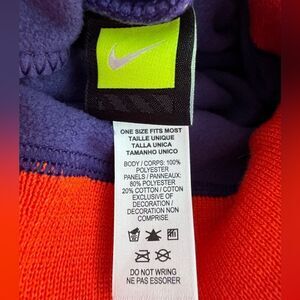 ONE SIZE FITS MOST
TAILLE UNIQUE
TALLA UNICA
TAMANHO UNICO
BODY / CORPS: 100%
POLYESTER
PANELS / PANNEAUX:
80% POLYESTER
20% COTTON / COTON
EXCLUSIVE OF
DECORATION /
DECORATION NON
COMPRISE
DO NOT WRING
NE PAS ESSORER